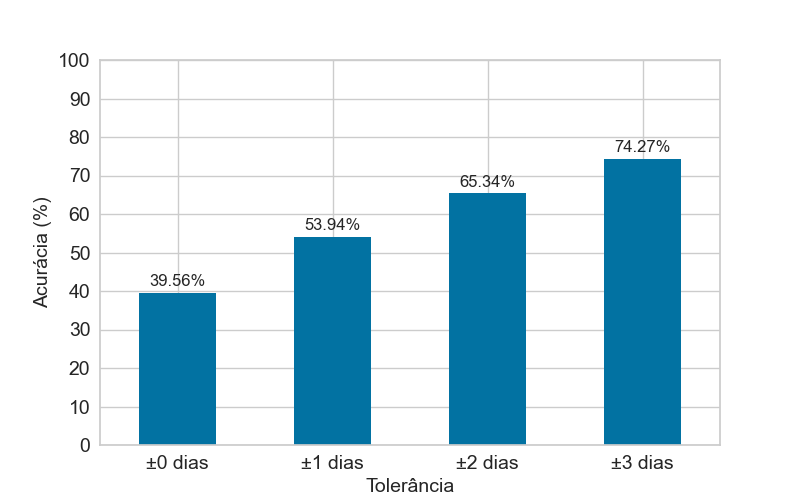 100
90
80
70
60
50
40
30
20
10
0
Acurácia (%)
39.56%
53.94%
65.34%
74.27%
±0 dias
±1 dias
±2 dias
±3 dias
Tolerância